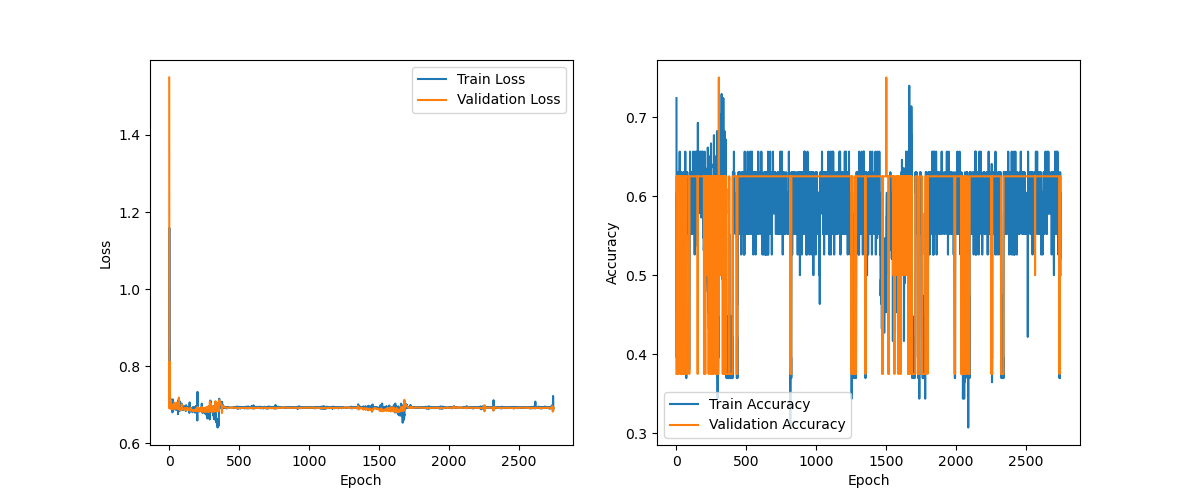 Train Loss
Validation Loss
1.4
1.2
1.0
0.8
0.6
Loss
0
500
1000
1500
2000
2500
Epoch
0.7
0.6
0.5
0.4
0.3
Accuracy
Train Accuracy
Validation Accuracy
0
500
1000
1500
2000
2500
Epoch